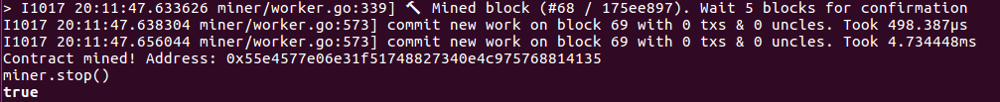 > I1017 20:11:47.633626 miner/worker.go:339] 🔨 Mined block (#68 / 175ee897). Wait 5 blocks for confirmation
I1017 20:11:47.638304 miner/worker.go:573] commit new work on block 69 with 0 txs & 0 uncles. Took 498.387µs
I1017 20:11:47.656044 miner/worker.go:573] commit new work on block 69 with 0 txs & 0 uncles. Took 4.734448ms
Contract mined! Address: 0x55e4577e06e31f51748827340e4c975768814135
miner.stop()
true